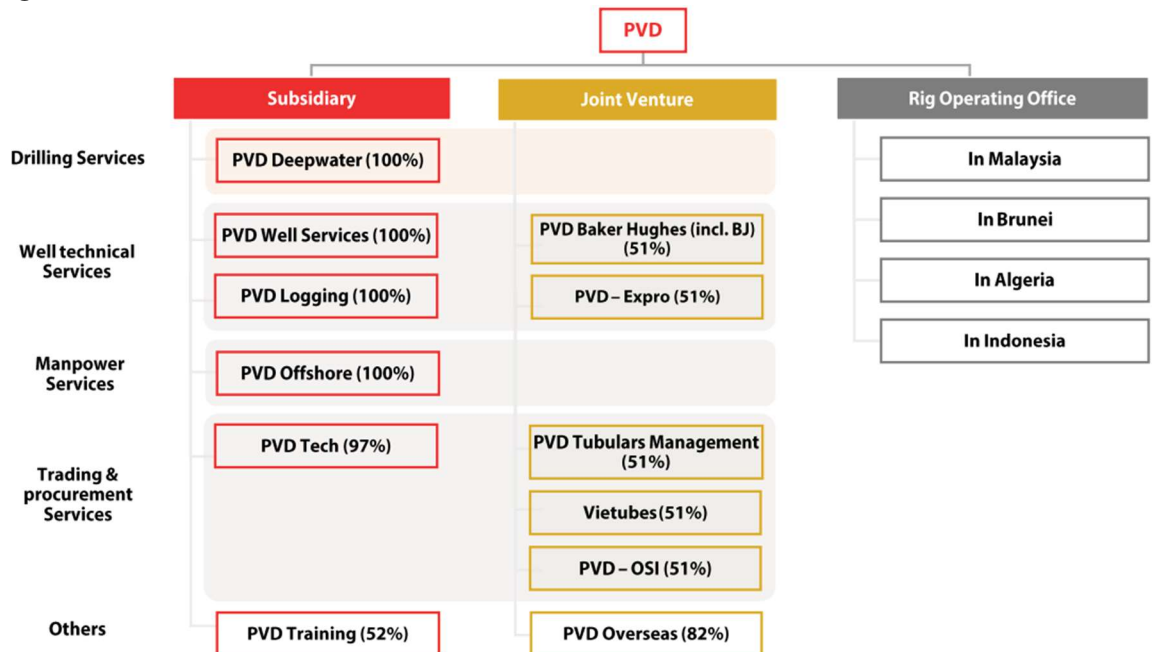 PVD
Subsidiary
Joint Venture
Rig Operating Office
Drilling Services
PVD Deepwater (100%)
In Malaysia
Well technical
Services
PVD Well Services (100%)
PVD Baker Hughes (incl. BJ)
(51%)
In Brunei
PVD Logging (100%)
PVD – Expro (51%)
In Algeria
Manpower
Services
PVD Offshore (100%)
In Indonesia
Trading &
procurement
Services
PVD Tech (97%)
PVD Tubulars Management
(51%)
Vietubes (51%)
PVD – OSI (51%)
Others
PVD Training (52%)
PVD Overseas (82%)